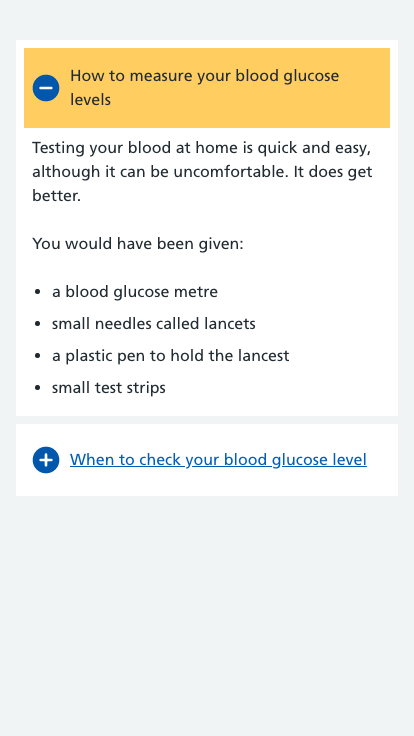 How to measure your blood glucose
levels
Testing your blood at home is quick and easy,
although it can be uncomfortable. It does get
better.
You would have been given:
• a blood glucose metre
• small needles called lancets
• a plastic pen to hold the lancest
• small test strips
When to check your blood glucose level